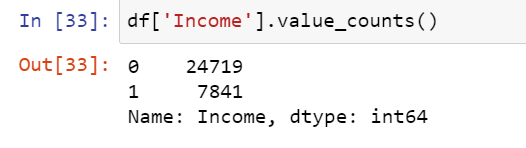 In [33]: df['Income'].value_counts()
Out[33]: 0    24719
1     7841
Name: Income, dtype: int64